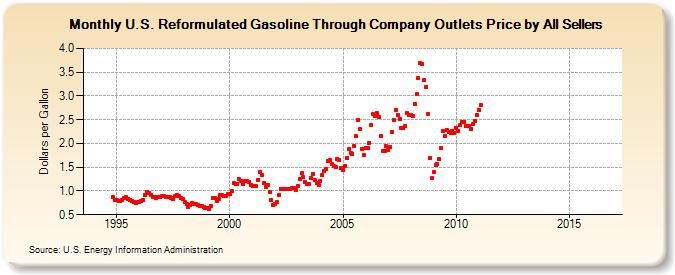 Monthly U.S. Reformulated Gasoline Through Company Outlets Price by All Sellers
Dollars per Gallon
4.0
3.5
3.0
2.5
2.0
1.5
1.0
0.5
1995 2000 2005 2010 2015
Source: U.S. Energy Information Administration